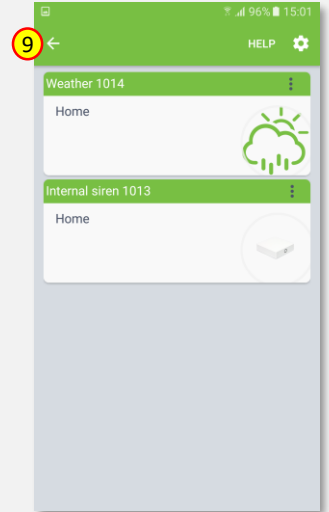 96% 15:01
9
HELP
Weather 1014
Home
Internal siren 1013
Home